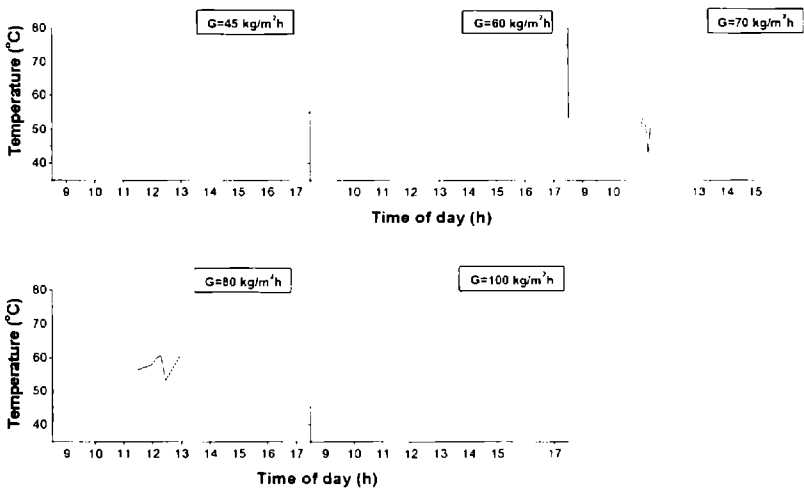 G=45 kg/m²h
G=60 kg/m²h
G=70 kg/m²h
Temperature (°C)
80
70
60
50
40
9 10 11 12 13 14 15 16 17
10 11 12 13 14 15 16 17
9 10 13 14 15
Time of day (h)
G=80 kg/m²h
G=100 kg/m²h
Temperature (°C)
80
70
60
50
40
9 10 11 12 13 14 15 16 17
9 10 11 12 13 14 15 17
Time of day (h)